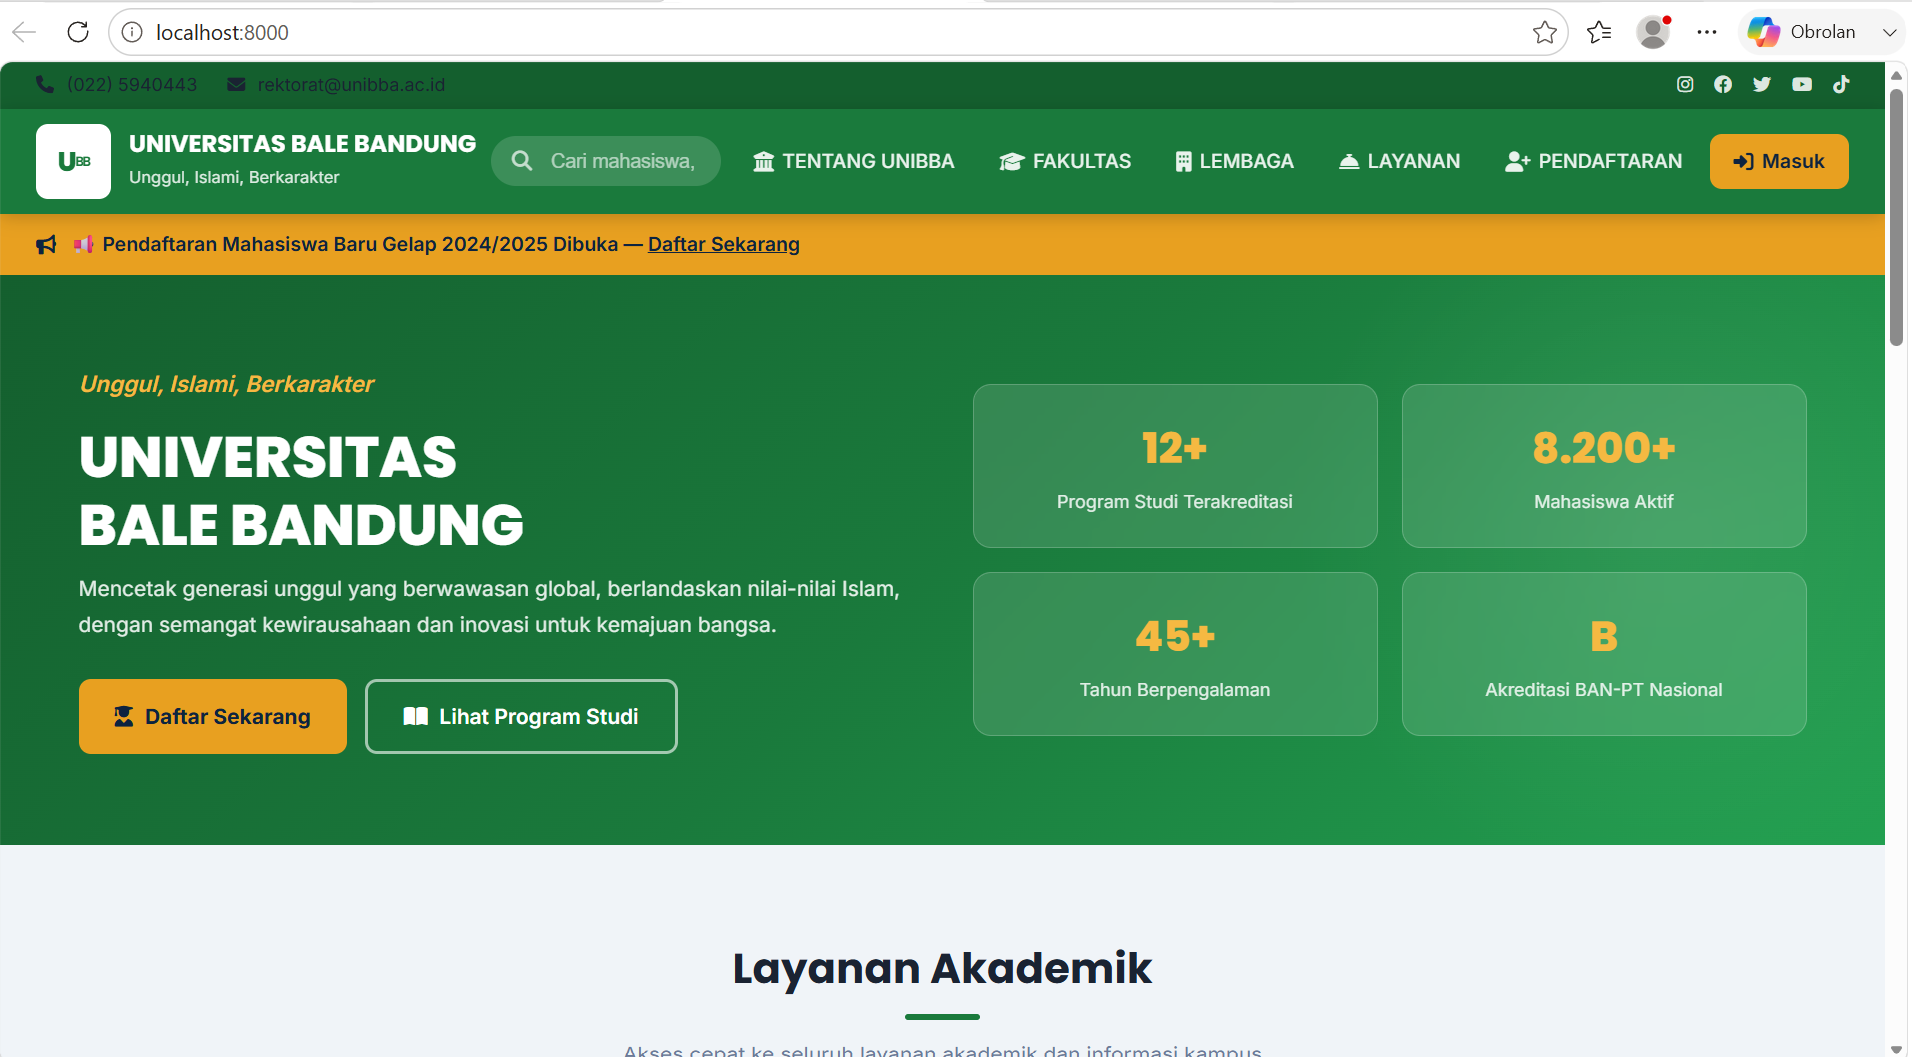 localhost:8000
Obrolan
(022) 5940443 rektorat@unibba.ac.id
UBB
UNIVERSITAS BALE BANDUNG
Unggul, Islami, Berkarakter
Cari mahasiswa,
TENTANG UNIBBA FAKULTAS LEMBAGA LAYANAN PENDAFTARAN Masuk
Pendaftaran Mahasiswa Baru Gelap 2024/2025 Dibuka — Daftar Sekarang
Unggul, Islami, Berkarakter
UNIVERSITAS
BALE BANDUNG
Mencetak generasi unggul yang berwawasan global, berlandaskan nilai-nilai Islam,
dengan semangat kewirausahaan dan inovasi untuk kemajuan bangsa.
Daftar Sekarang Lihat Program Studi
12+
Program Studi Terakreditasi
8.200+
Mahasiswa Aktif
45+
Tahun Berpengalaman
B
Akreditasi BAN-PT Nasional
Layanan Akademik
Akses cepat ke seluruh layanan akademik dan informasi kampus